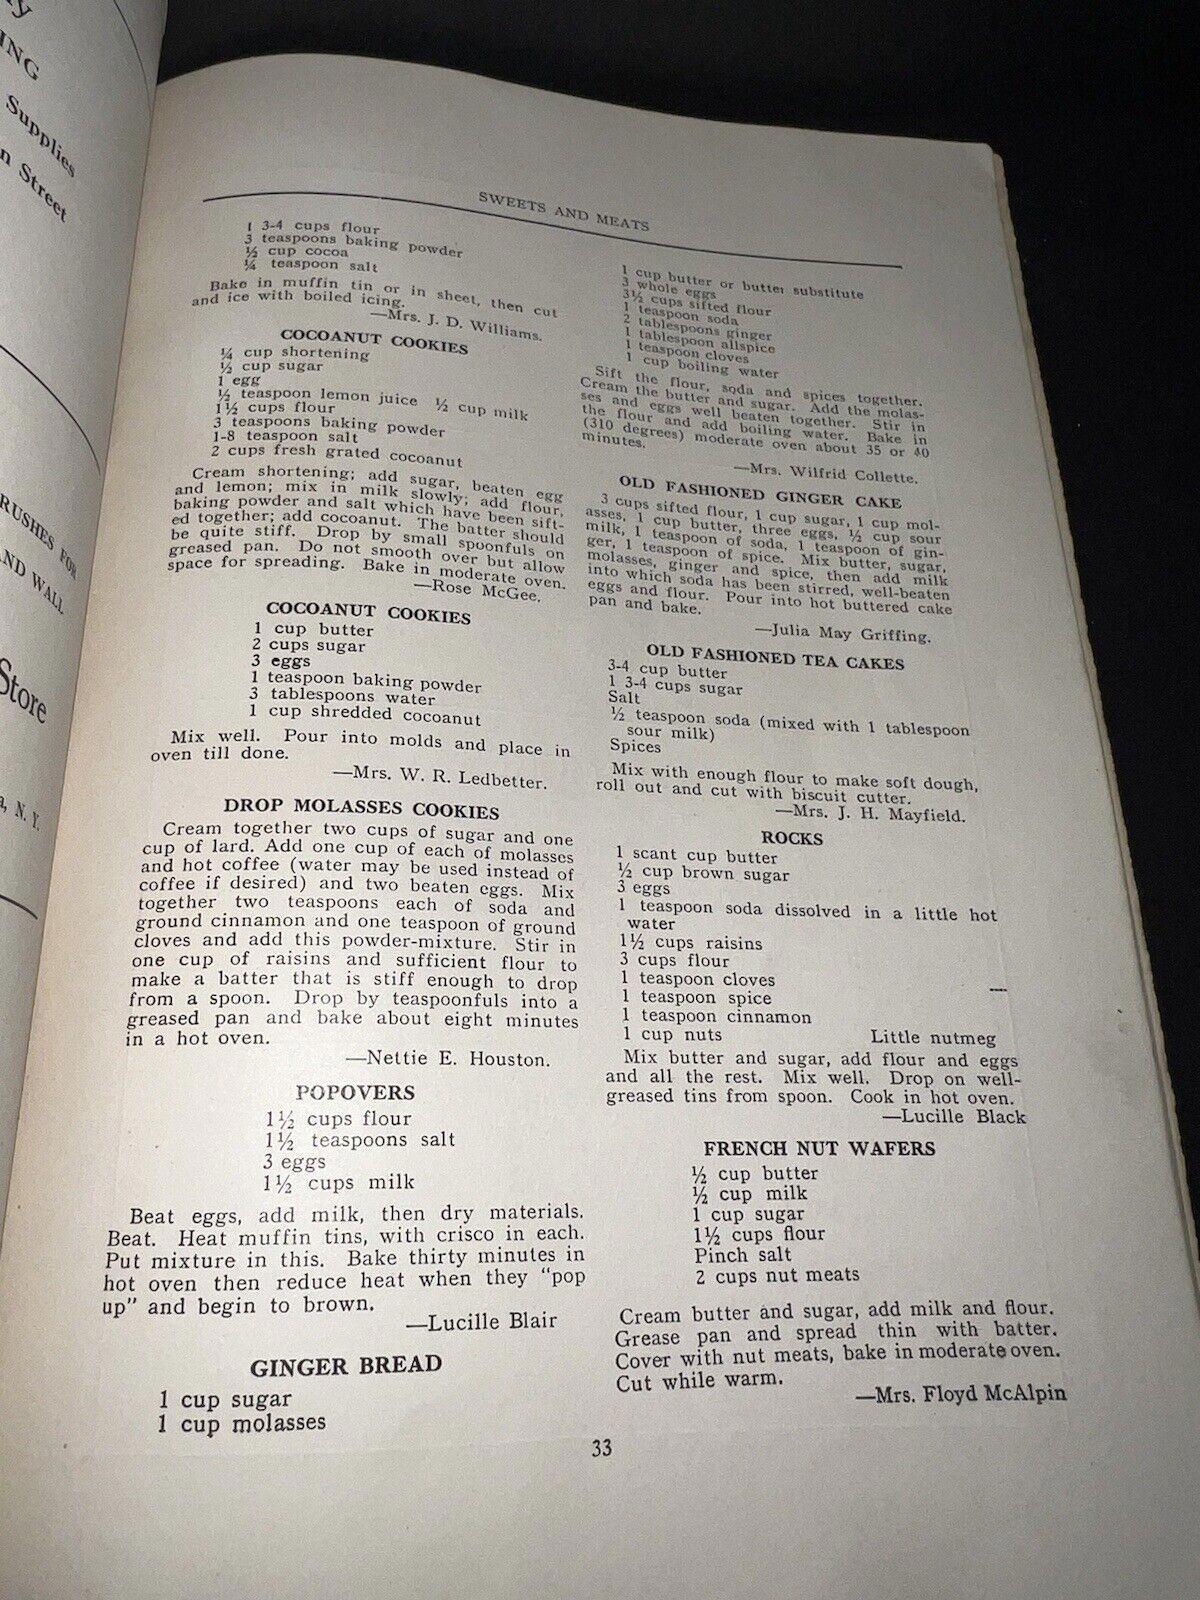 ING
Supplies
n Street
RUSHES FOR
AND WALL
Store
a, N. Y.
SWEETS AND MEATS
1 3-4 cups flour
3 teaspoons baking powder
½ cup cocoa
¼ teaspoon salt
Bake in muffin tin or in sheet, then cut
and ice with boiled icing.
—Mrs. J. D. Williams.
COCOANUT COOKIES
¼ cup shortening
½ cup sugar
1 egg
½ teaspoon lemon juice ½ cup milk
1½ cups flour
3 teaspoons baking powder
1-8 teaspoon salt
2 cups fresh grated cocoanut
Cream shortening; add sugar, beaten egg
and lemon; mix in milk slowly; add flour,
baking powder and salt which have been sift-
ed together; add cocoanut. The batter should
be quite stiff. Drop by small spoonfuls on
greased pan. Do not smooth over but allow
space for spreading. Bake in moderate oven.
—Rose McGee.
COCOANUT COOKIES
1 cup butter
2 cups sugar
3 eggs
1 teaspoon baking powder
3 tablespoons water
1 cup shredded cocoanut
Mix well. Pour into molds and place in
oven till done.
—Mrs. W. R. Ledbetter.
DROP MOLASSES COOKIES
Cream together two cups of sugar and one
cup of lard. Add one cup of each of molasses
and hot coffee (water may be used instead of
coffee if desired) and two beaten eggs. Mix
together two teaspoons each of soda and
ground cinnamon and one teaspoon of ground
cloves and add this powder-mixture. Stir in
one cup of raisins and sufficient flour to
make a batter that is stiff enough to drop
from a spoon. Drop by teaspoonfuls into a
greased pan and bake about eight minutes
in a hot oven.
—Nettie E. Houston.
POPOVERS
1½ cups flour
1½ teaspoons salt
3 eggs
1½ cups milk
Beat eggs, add milk, then dry materials.
Beat. Heat muffin tins, with crisco in each.
Put mixture in this. Bake thirty minutes in
hot oven then reduce heat when they "pop
up" and begin to brown.
—Lucille Blair
GINGER BREAD
1 cup sugar
1 cup molasses
1 cup butter or butter substitute
3 whole eggs
3½ cups sifted flour
1 teaspoon soda
2 tablespoons ginger
1 tablespoon allspice
1 teaspoon cloves
1 cup boiling water
Sift the flour, soda and spices together.
Cream the butter and sugar. Add the molas-
ses and eggs well beaten together. Stir in
the flour and add boiling water. Bake in
(310 degrees) moderate oven about 35 or 40
minutes.
—Mrs. Wilfrid Collette.
OLD FASHIONED GINGER CAKE
3 cups sifted flour, 1 cup sugar, 1 cup mol-
asses, 1 cup butter, three eggs, ½ cup sour
milk, 1 teaspoon of soda, 1 teaspoon of gin-
ger, 1 teaspoon of spice. Mix butter, sugar,
molasses, ginger and spice, then add milk
into which soda has been stirred, well-beaten
eggs and flour. Pour into hot buttered cake
pan and bake.
—Julia May Griffing.
OLD FASHIONED TEA CAKES
3-4 cup butter
1 3-4 cups sugar
Salt
½ teaspoon soda (mixed with 1 tablespoon
sour milk)
Spices
Mix with enough flour to make soft dough,
roll out and cut with biscuit cutter.
—Mrs. J. H. Mayfield.
ROCKS
1 scant cup butter
½ cup brown sugar
3 eggs
1 teaspoon soda dissolved in a little hot
water
1½ cups raisins
3 cups flour
1 teaspoon cloves
1 teaspoon spice
1 teaspoon cinnamon
1 cup nuts Little nutmeg
Mix butter and sugar, add flour and eggs
and all the rest. Mix well. Drop on well-
greased tins from spoon. Cook in hot oven.
—Lucille Black
FRENCH NUT WAFERS
½ cup butter
½ cup milk
1 cup sugar
1½ cups flour
Pinch salt
2 cups nut meats
Cream butter and sugar, add milk and flour.
Grease pan and spread thin with batter.
Cover with nut meats, bake in moderate oven.
Cut while warm.
—Mrs. Floyd McAlpin
33